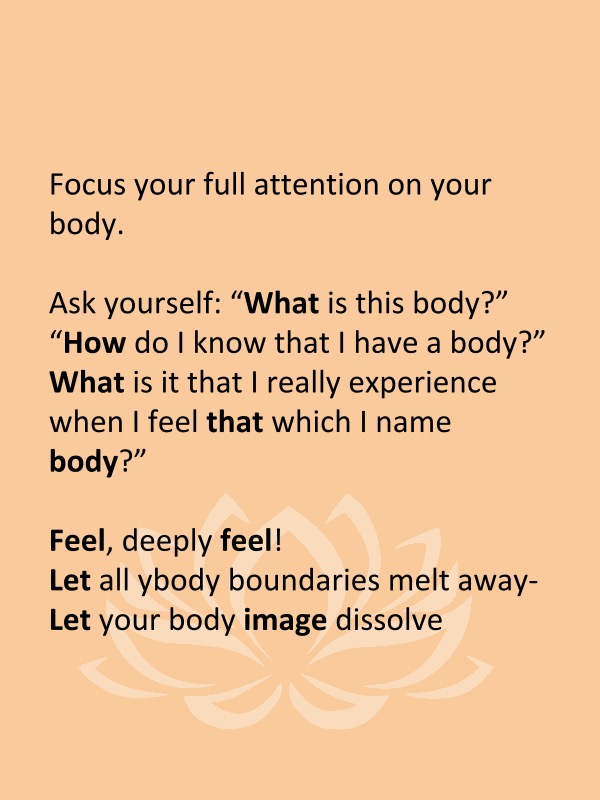 Focus your full attention on your
body.
Ask yourself: “What is this body?”
“How do I know that I have a body?”
What is it that I really experience
when I feel that which I name
body?”
Feel, deeply feel!
Let all ybody boundaries melt away-
Let your body image dissolve